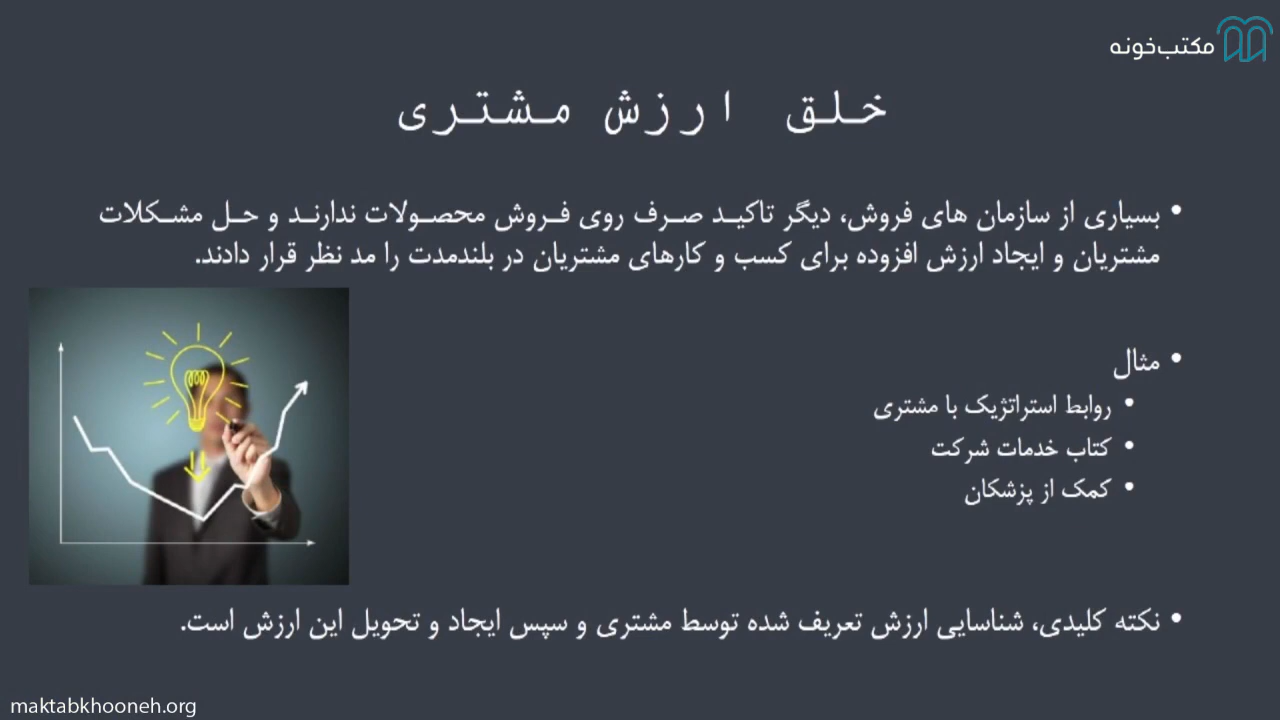 مکتب‌خونه
خلق ارزش مشتری
• بسیاری از سازمان های فروش، دیگر تاکید صرف روی فروش محصولات ندارند و حل مشکلات
مشتریان و ایجاد ارزش افزوده برای کسب و کارهای مشتریان در بلندمدت را مد نظر قرار دادند.
• مثال
• روابط استراتژیک با مشتری
• کتاب خدمات شرکت
• کمک از پزشکان
• نکته کلیدی، شناسایی ارزش تعریف شده توسط مشتری و سپس ایجاد و تحویل این ارزش است.
maktabkhooneh.org